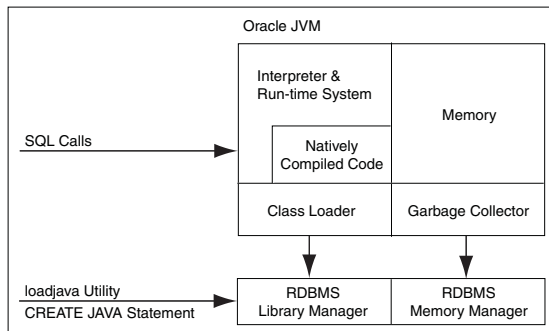 Oracle JVM
Interpreter &
Run-time System
Memory
SQL Calls
Natively
Compiled Code
Class Loader
Garbage Collector
loadjava Utility
CREATE JAVA Statement
RDBMS
Library Manager
RDBMS
Memory Manager